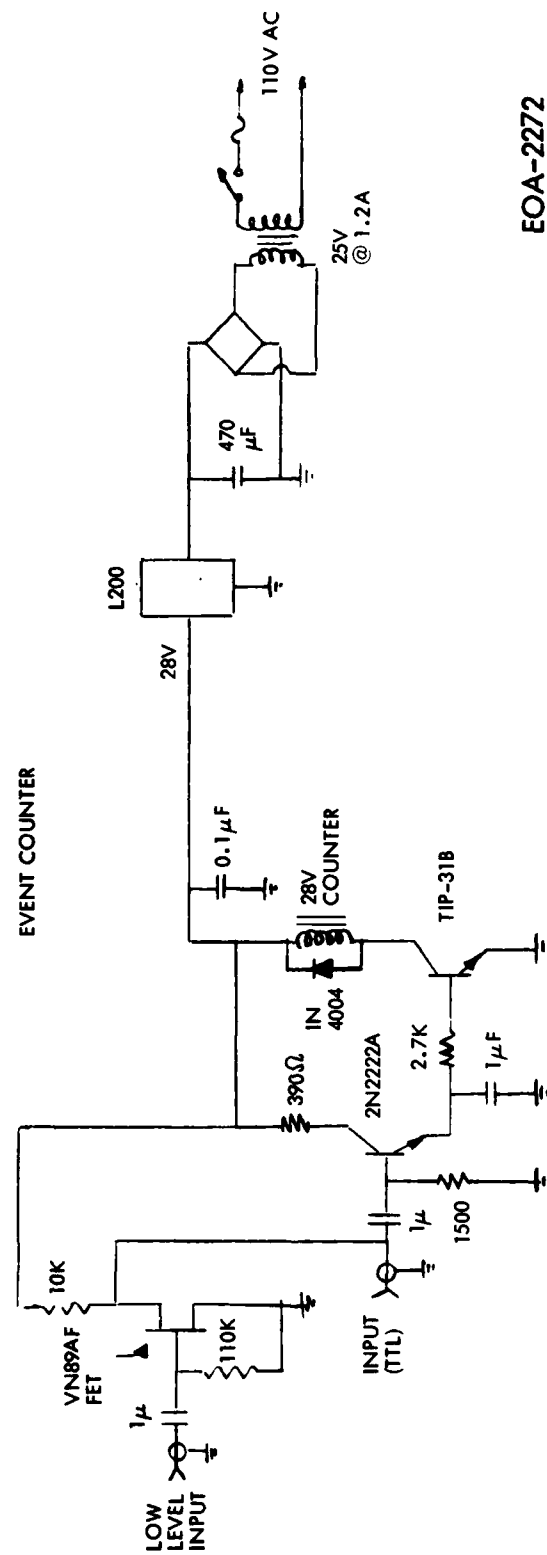 EVENT COUNTER
LOW
LEVEL
INPUT
1μ
VN89AF
FET
10K
110K
INPUT
(TTL)
1μ
1500
390Ω
2N2222A
2.7K
1μF
IN
4004
28V
COUNTER
TIP-31B
0.1μF
28V
L200
470
μF
25V
@ 1.2A
110V AC
EOA-2272